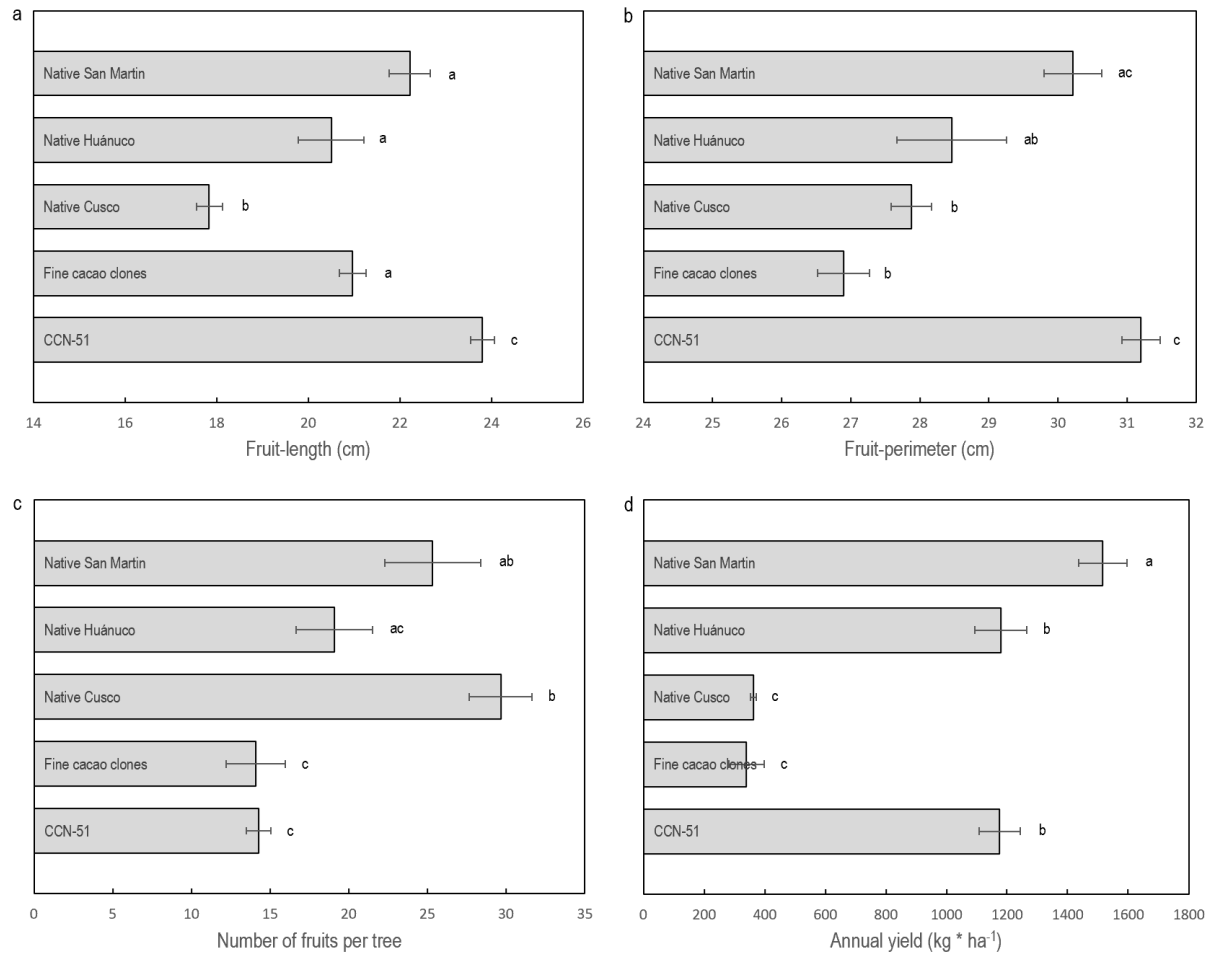 a
Native San Martin
a
Native Huánuco
a
Native Cusco
b
Fine cacao clones
a
CCN-51
c
14 16 18 20 22 24 26
Fruit-length (cm)
b
Native San Martin
ac
Native Huánuco
ab
Native Cusco
b
Fine cacao clones
b
CCN-51
c
24 25 26 27 28 29 30 31 32
Fruit-perimeter (cm)
c
Native San Martin
ab
Native Huánuco
ac
Native Cusco
b
Fine cacao clones
c
CCN-51
c
0 5 10 15 20 25 30 35
Number of fruits per tree
d
Native San Martin
a
Native Huánuco
b
Native Cusco
c
Fine cacao clones
c
CCN-51
b
0 200 400 600 800 1000 1200 1400 1600 1800
Annual yield (kg * ha⁻¹)